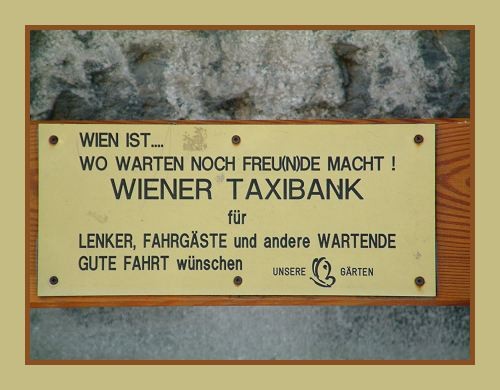 WIEN IST....
WO WARTEN NOCH FREU(N)DE MACHT !
WIENER TAXIBANK
für
LENKER, FAHRGÄSTE und andere WARTENDE
GUTE FAHRT wünschen
UNSERE GÄRTEN